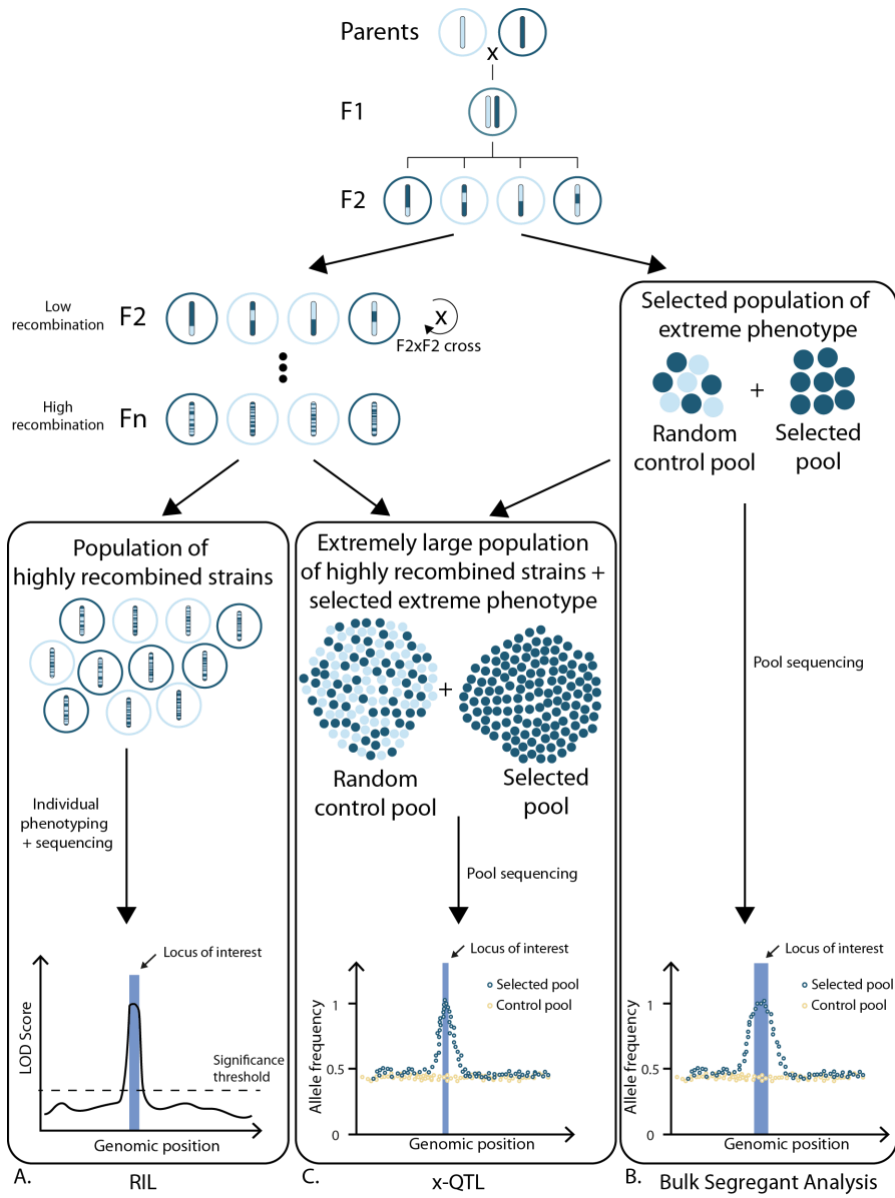 Parents
x
F1
F2
Low
recombination
F2
x
F2xF2 cross
High
recombination
Fn
Selected population of
extreme phenotype
+
Random
control pool
Selected
pool
Population of
highly recombined strains
Extremely large population
of highly recombined strains +
selected extreme phenotype
+
Random
control pool
Selected
pool
Pool sequencing
Individual
phenotyping
+ sequencing
Pool sequencing
Locus of interest
LOD Score
Significance
threshold
Genomic position
Locus of interest
Selected pool
Control pool
Allele frequency
1
0.5
0
Genomic position
Locus of interest
Selected pool
Control pool
Allele frequency
1
0.5
0
Genomic position
A.
RIL
C.
x-QTL
B.
Bulk Segregant Analysis